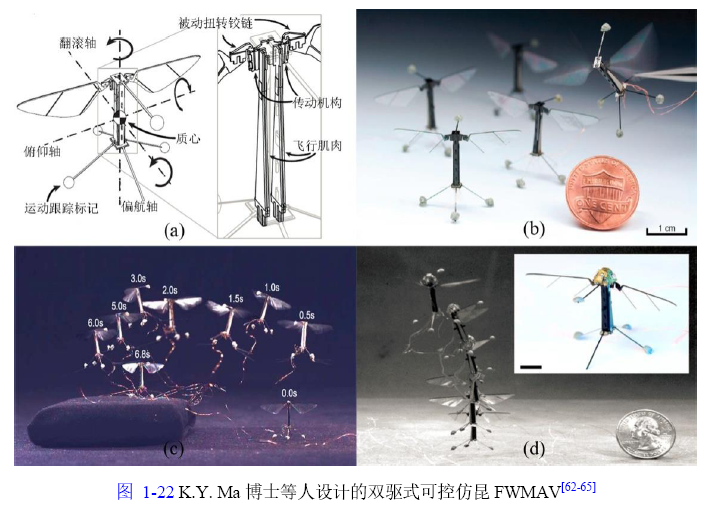 翻滚轴
俯仰轴
运动跟踪标记
偏航轴
质心
(a)
被动扭转铰链
传动机构
飞行肌肉
(b)
ONE CENT
1 cm
0.0s
0.5s
1.0s
1.5s
2.0s
3.0s
5.0s
6.0s
6.8s
(c)
(d)
图 1-22 K.Y. Ma 博士等人设计的双驱式可控仿昆 FWMAV[62-65]